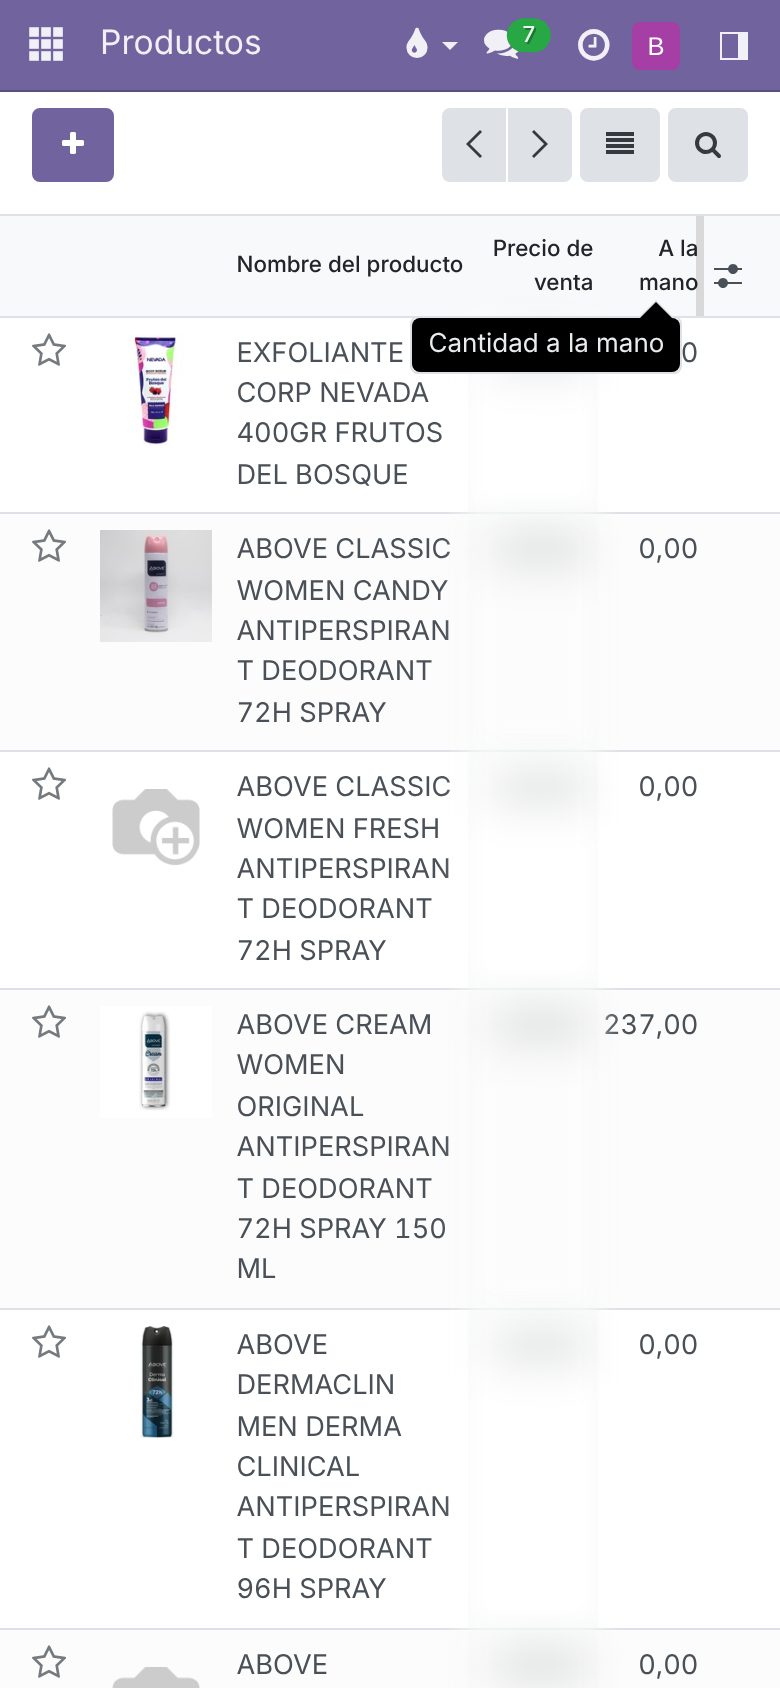 Productos
7
B
Nombre del producto
Precio de
venta
A la
mano
Cantidad a la mano
0
EXFOLIANTE
CORP NEVADA
400GR FRUTOS
DEL BOSQUE
NEVADA
ABOVE CLASSIC
WOMEN CANDY
ANTIPERSPIRAN
T DEODORANT
72H SPRAY
0,00
ABOVE CLASSIC
WOMEN FRESH
ANTIPERSPIRAN
T DEODORANT
72H SPRAY
0,00
ABOVE CREAM
WOMEN
ORIGINAL
ANTIPERSPIRAN
T DEODORANT
72H SPRAY 150
ML
237,00
ABOVE
DERMACLIN
MEN DERMA
CLINICAL
ANTIPERSPIRAN
T DEODORANT
96H SPRAY
0,00
ABOVE
0,00